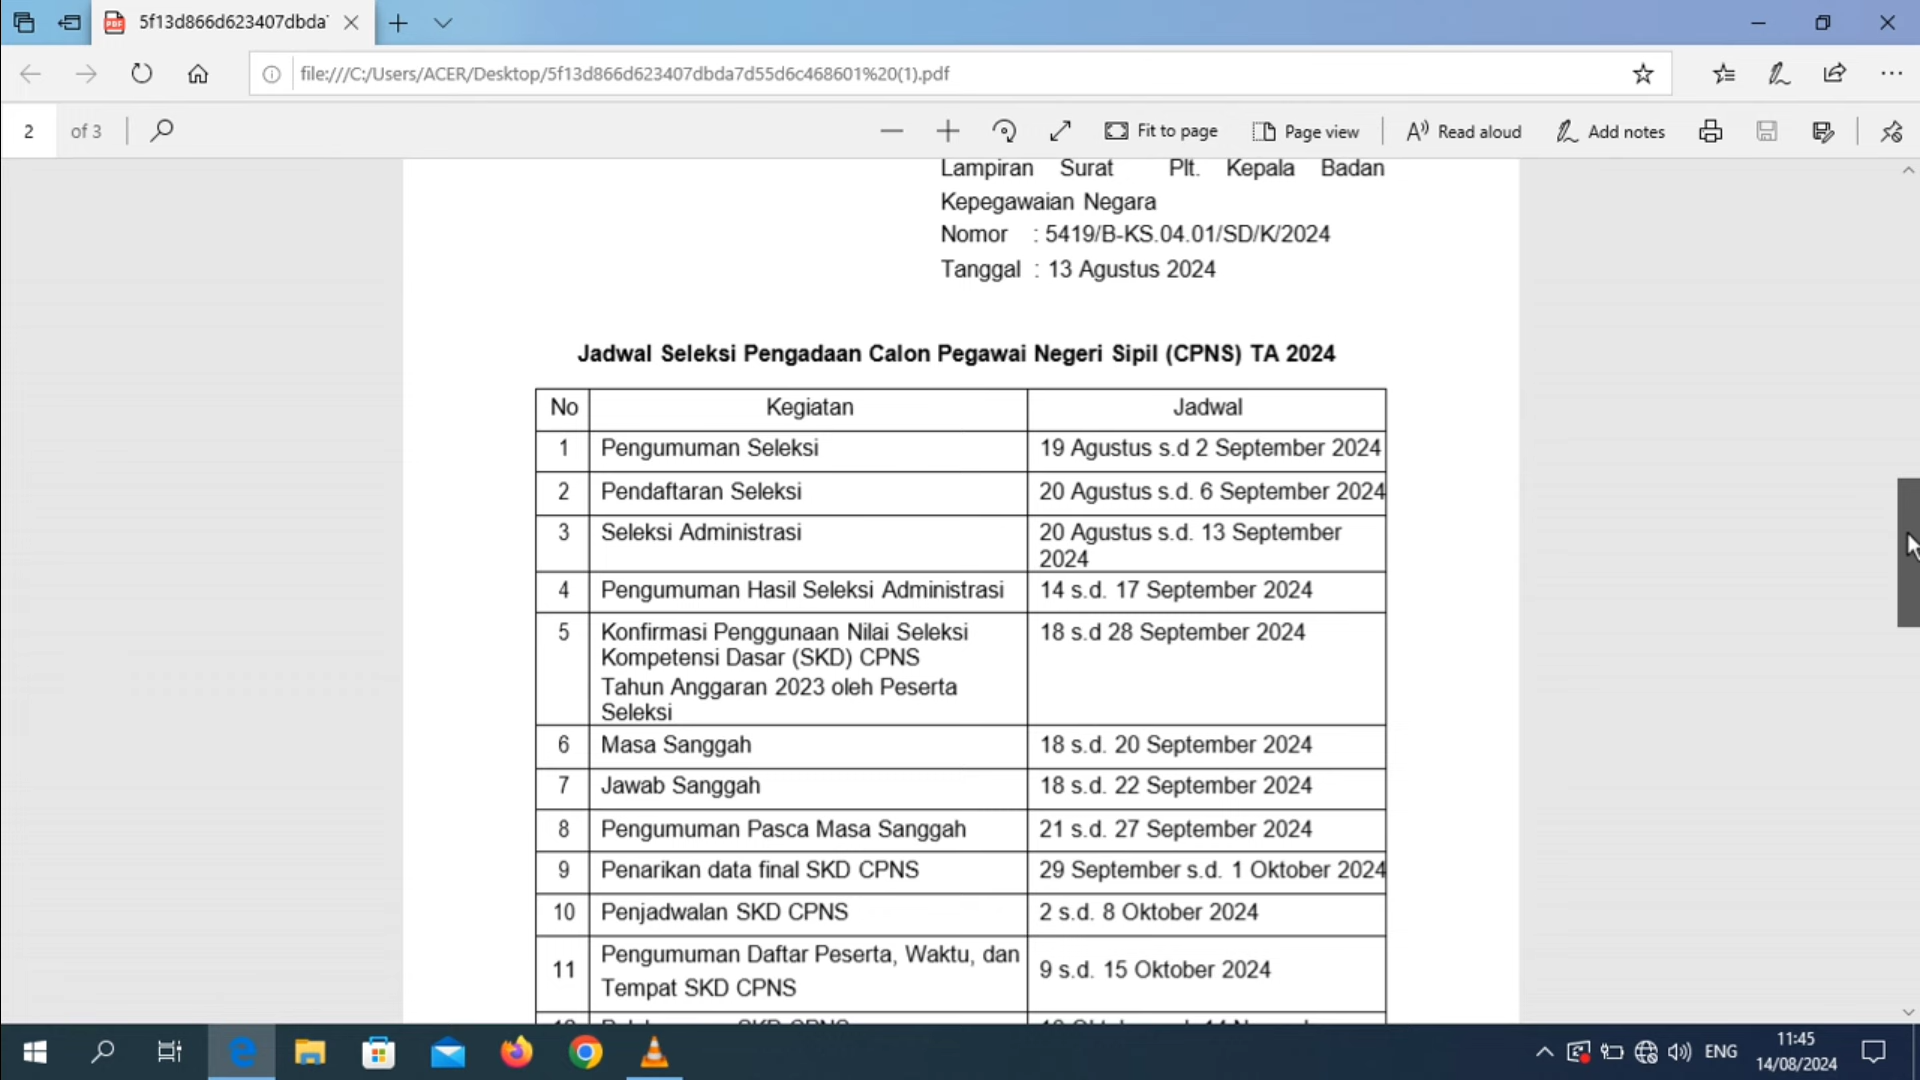 5f13d866d623407dbda7
file:///C:/Users/ACER/Desktop/5f13d866d623407dbda7d55d6c468601%20(1).pdf
2 of 3 Fit to page Page view Read aloud Add notes
Lampiran Surat Plt. Kepala Badan
Kepegawaian Negara
Nomor : 5419/B-KS.04.01/SD/K/2024
Tanggal : 13 Agustus 2024
Jadwal Seleksi Pengadaan Calon Pegawai Negeri Sipil (CPNS) TA 2024
No Kegiatan Jadwal
1 Pengumuman Seleksi 19 Agustus s.d 2 September 2024
2 Pendaftaran Seleksi 20 Agustus s.d. 6 September 2024
3 Seleksi Administrasi 20 Agustus s.d. 13 September
2024
4 Pengumuman Hasil Seleksi Administrasi 14 s.d. 17 September 2024
5 Konfirmasi Penggunaan Nilai Seleksi 18 s.d 28 September 2024
Kompetensi Dasar (SKD) CPNS
Tahun Anggaran 2023 oleh Peserta
Seleksi
6 Masa Sanggah 18 s.d. 20 September 2024
7 Jawab Sanggah 18 s.d. 22 September 2024
8 Pengumuman Pasca Masa Sanggah 21 s.d. 27 September 2024
9 Penarikan data final SKD CPNS 29 September s.d. 1 Oktober 2024
10 Penjadwalan SKD CPNS 2 s.d. 8 Oktober 2024
11 Pengumuman Daftar Peserta, Waktu, dan 9 s.d. 15 Oktober 2024
Tempat SKD CPNS
ENG 11:45
14/08/2024